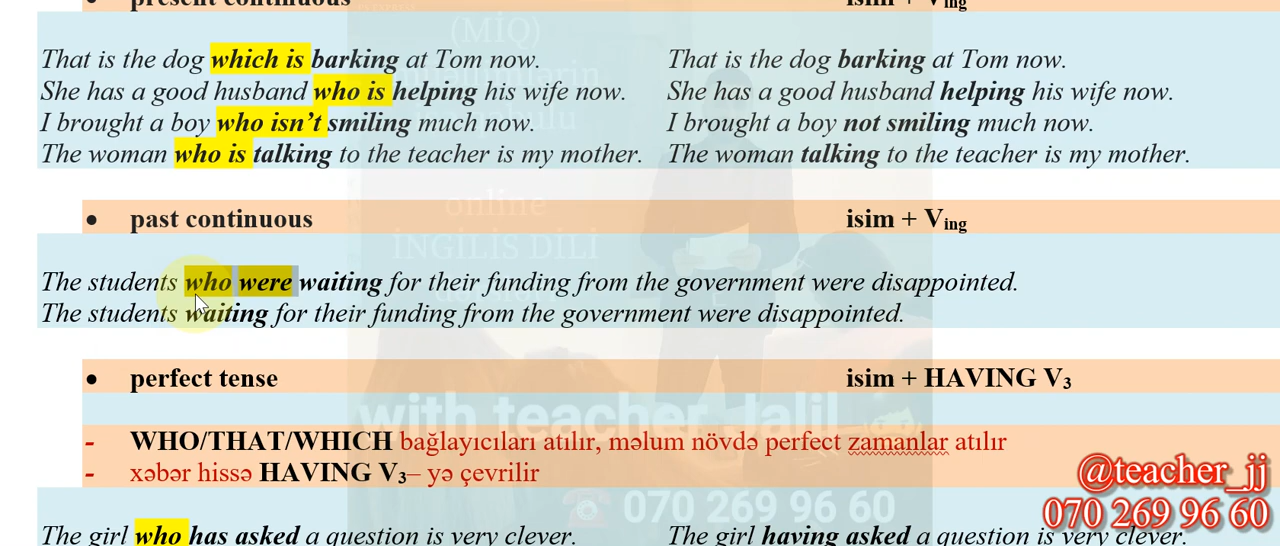 • present continuous isim + Ving
That is the dog which is barking at Tom now. That is the dog barking at Tom now.
She has a good husband who is helping his wife now. She has a good husband helping his wife now.
I brought a boy who isn’t smiling much now. I brought a boy not smiling much now.
The woman who is talking to the teacher is my mother. The woman talking to the teacher is my mother.
(MİQ)
online
İNGİLİS DİLİ
• past continuous isim + Ving
The students who were waiting for their funding from the government were disappointed.
The students waiting for their funding from the government were disappointed.
• perfect tense isim + HAVING V3
with teacher Jalil
- WHO/THAT/WHICH bağlayıcıları atılır, məlum növdə perfect zamanlar atılır
- xəbər hissə HAVING V3– yə çevrilir
@teacher_jj
070 269 96 60
☎ 070 269 96 60
The girl who has asked a question is very clever. The girl having asked a question is very clever.